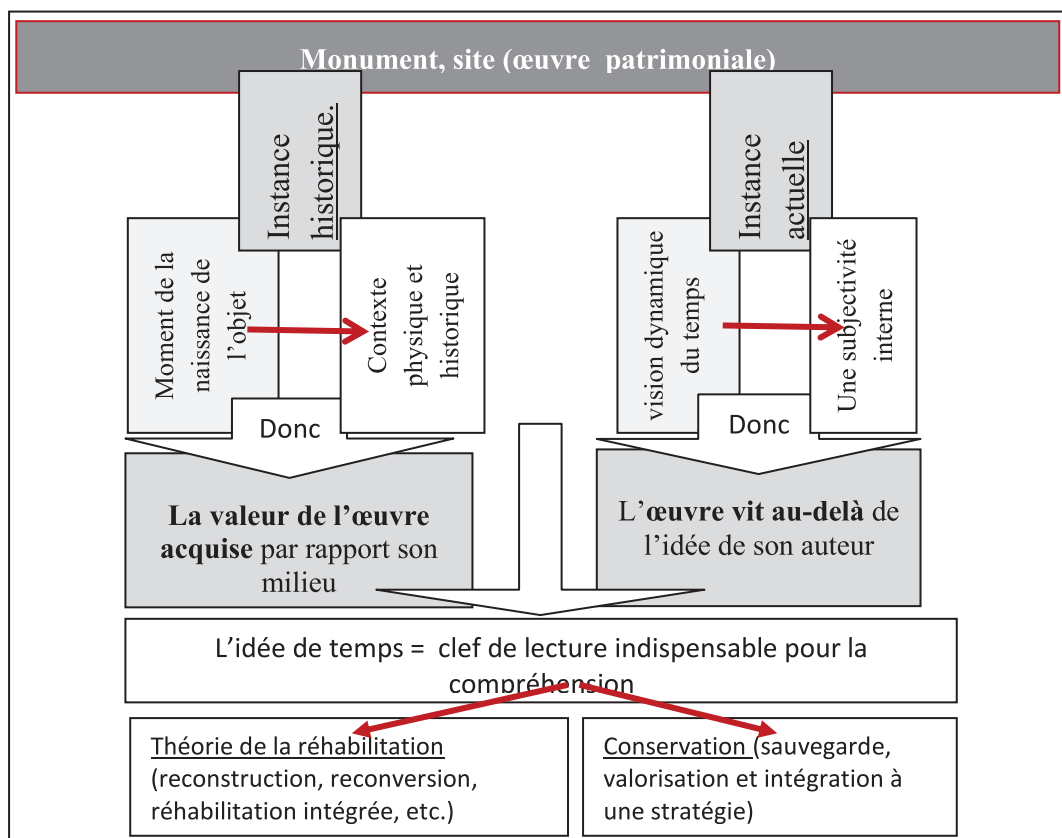 Monument, site (œuvre patrimoniale)
Instance
historique.
Moment de la
naissance de
l’objet
Contexte
physique et
historique
Donc
La valeur de l’œuvre
acquise par rapport son
milieu
Instance
actuelle
vision dynamique
du temps
Une subjectivité
interne
Donc
L’œuvre vit au-delà de
l’idée de son auteur
L’idée de temps = clef de lecture indispensable pour la
compréhension
Théorie de la réhabilitation
(reconstruction, reconversion,
réhabilitation intégrée, etc.)
Conservation (sauvegarde,
valorisation et intégration à
une stratégie)